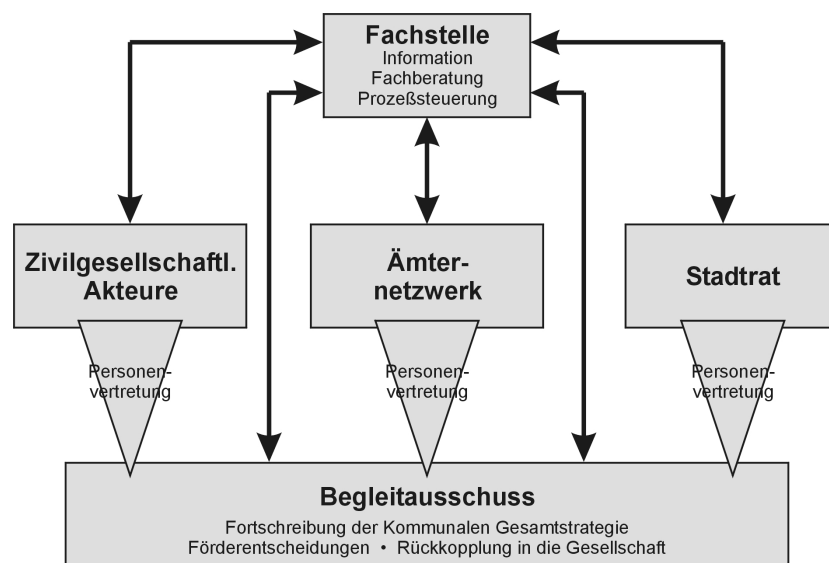 Fachstelle
Information
Fachberatung
Prozeßsteuerung
Zivilgesellschaftl.
Akteure
Ämter-
netzwerk
Stadtrat
Personen-
vertretung
Personen-
vertretung
Personen-
vertretung
Begleitausschuss
Fortschreibung der Kommunalen Gesamtstrategie
Förderentscheidungen • Rückkopplung in die Gesellschaft